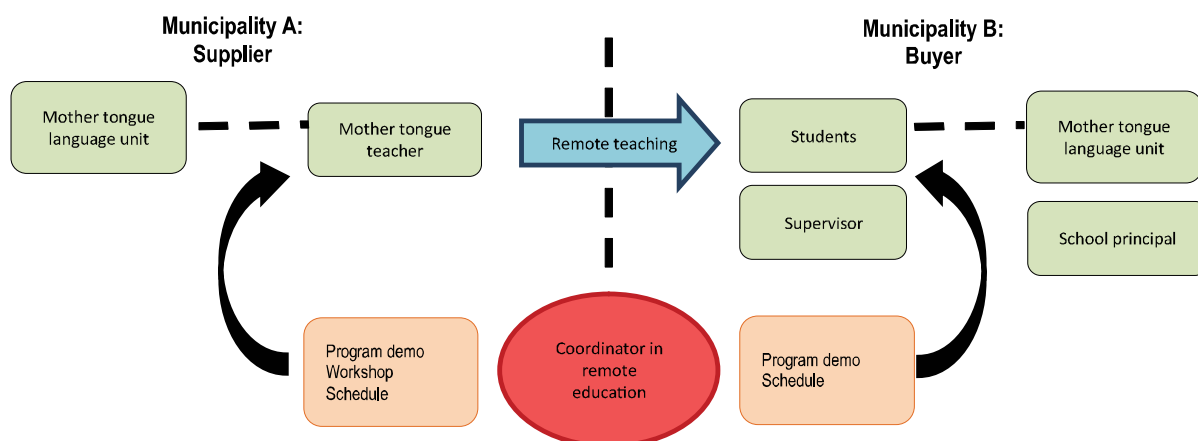 Municipality A:
Supplier
Municipality B:
Buyer
Mother tongue
language unit
Mother tongue
teacher
Remote teaching
Students
Mother tongue
language unit
Supervisor
School principal
Program demo
Workshop
Schedule
Coordinator in
remote
education
Program demo
Schedule